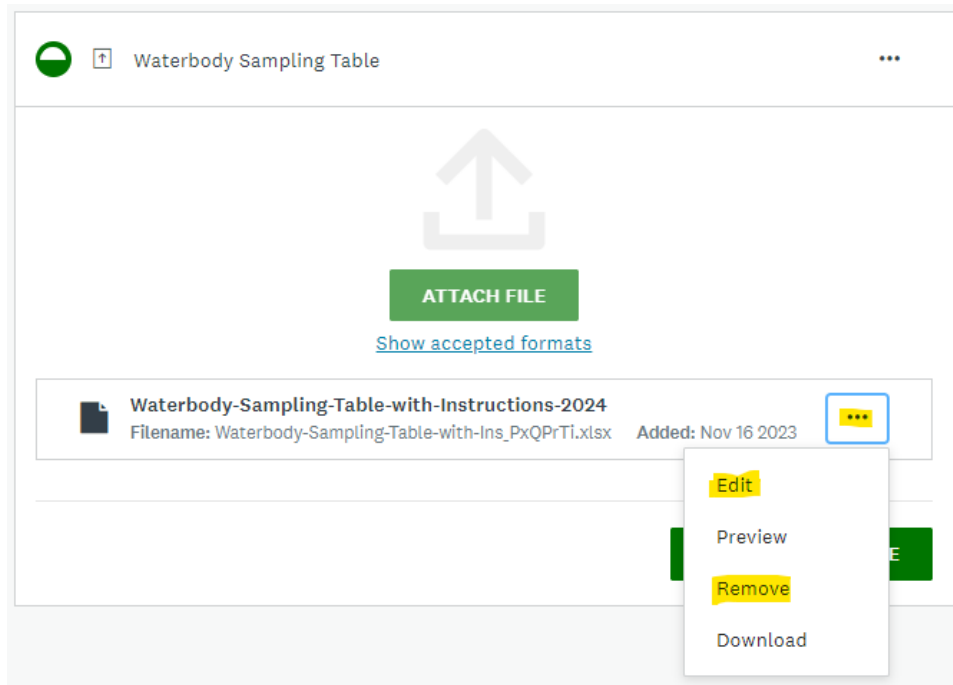 Waterbody Sampling Table
ATTACH FILE
Show accepted formats
Waterbody-Sampling-Table-with-Instructions-2024
Filename: Waterbody-Sampling-Table-with-Ins_PxQPrTi.xlsx Added: Nov 16 2023
Edit
Preview
E
Remove
Download